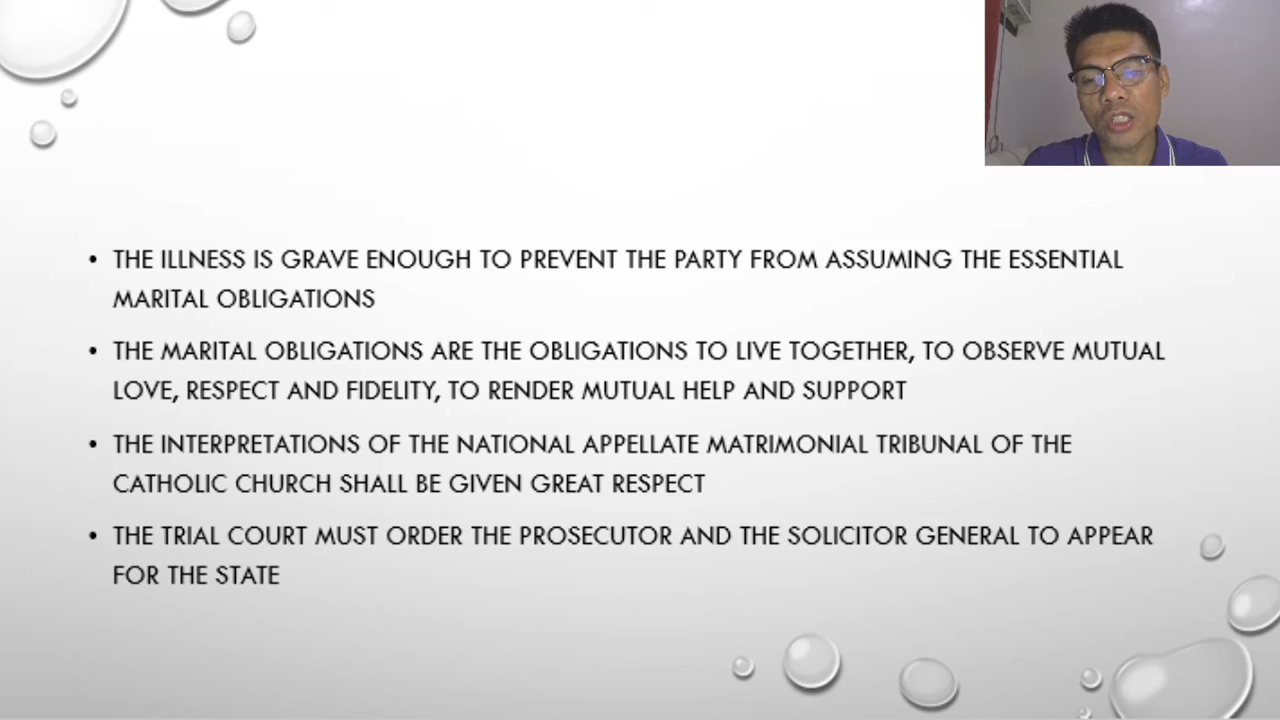 • THE ILLNESS IS GRAVE ENOUGH TO PREVENT THE PARTY FROM ASSUMING THE ESSENTIAL
MARITAL OBLIGATIONS
• THE MARITAL OBLIGATIONS ARE THE OBLIGATIONS TO LIVE TOGETHER, TO OBSERVE MUTUAL
LOVE, RESPECT AND FIDELITY, TO RENDER MUTUAL HELP AND SUPPORT
• THE INTERPRETATIONS OF THE NATIONAL APPELLATE MATRIMONIAL TRIBUNAL OF THE
CATHOLIC CHURCH SHALL BE GIVEN GREAT RESPECT
• THE TRIAL COURT MUST ORDER THE PROSECUTOR AND THE SOLICITOR GENERAL TO APPEAR
FOR THE STATE